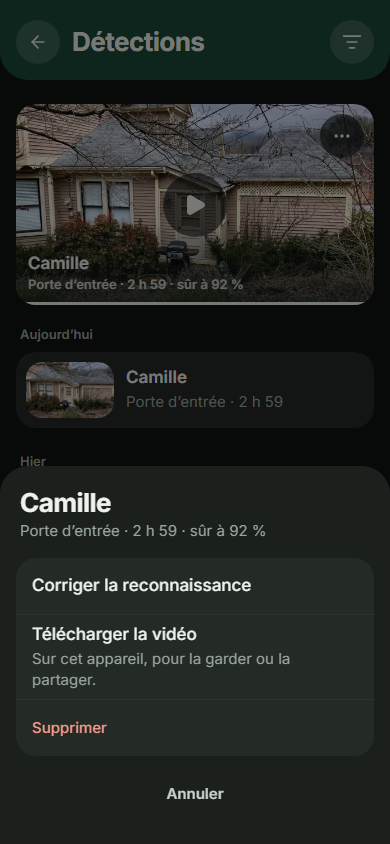 Détections
Camille
Porte d’entrée · 2 h 59 · sûr à 92 %
Aujourd’hui
Camille
Porte d’entrée · 2 h 59
Hier
Camille
Porte d’entrée · 2 h 59 · sûr à 92 %
Corriger la reconnaissance
Télécharger la vidéo
Sur cet appareil, pour la garder ou la
partager.
Supprimer
Annuler